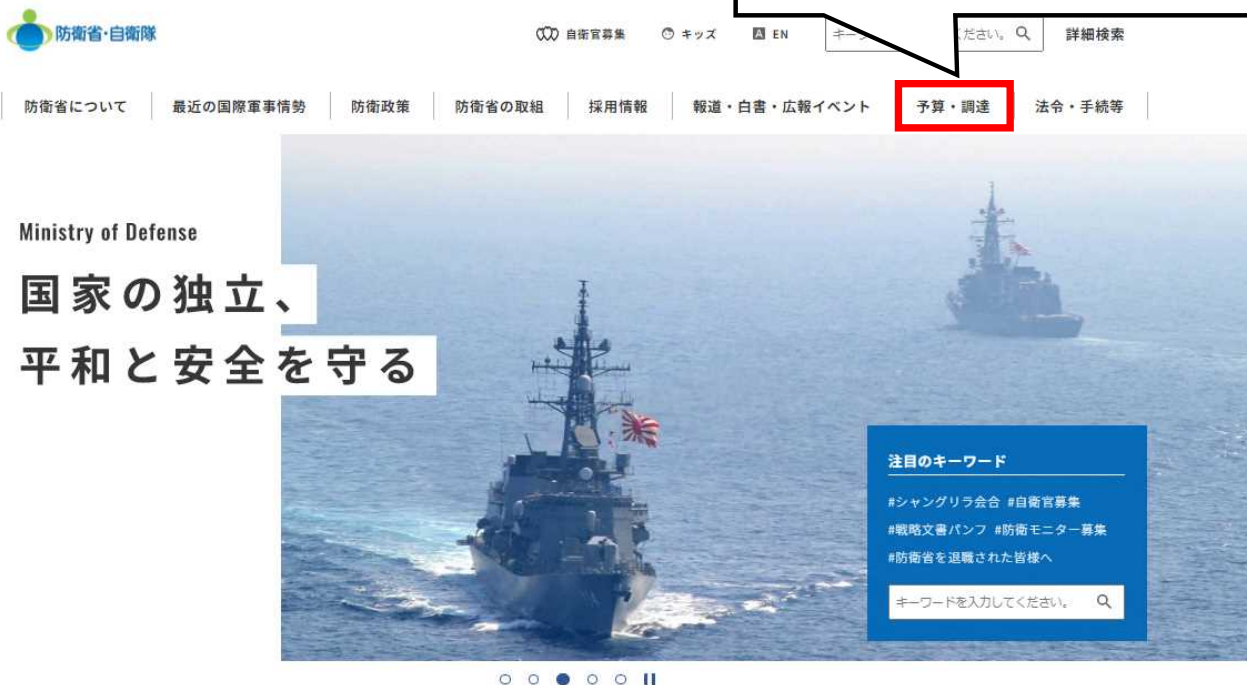 防衛省・自衛隊
自衛官募集 キッズ A EN ください。 詳細検索
防衛省について 最近の国際軍事情勢 防衛政策 防衛省の取組 採用情報 報道・白書・広報イベント 予算・調達 法令・手続等
Ministry of Defense
国家の独立、
平和と安全を守る
注目のキーワード
#シャングリラ会合 #自衛官募集
#戦略文書パンフ #防衛モニター募集
#防衛省を退職された皆様へ
キーワードを入力してください。